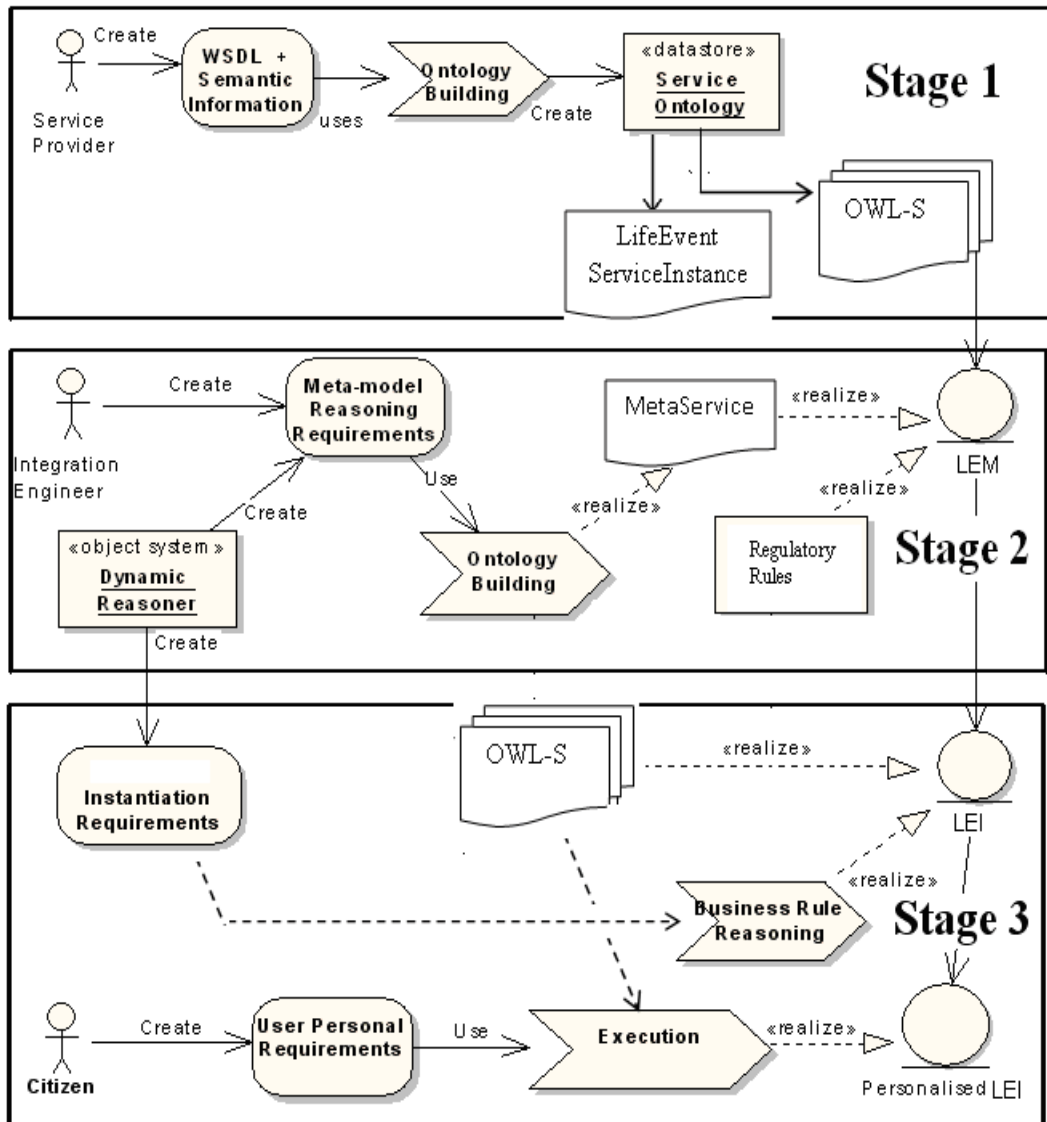 Create
WSDL +
Semantic
Information
Service
Provider
uses
Ontology
Building
Create
«datastore»
Service
Ontology
Stage 1
LifeEvent
ServiceInstance
OWL-S
Integration
Engineer
Create
Meta-model
Reasoning
Requirements
Create
Use
«object system»
Dynamic
Reasoner
Create
Ontology
Building
«realize»
MetaService
«realize»
LEM
«realize»
Regulatory
Rules
Stage 2
Instantiation
Requirements
OWL-S
«realize»
LEI
«realize»
Business Rule
Reasoning
Stage 3
Citizen
Create
User Personal
Requirements
Use
Execution
«realize»
Personalised LEI